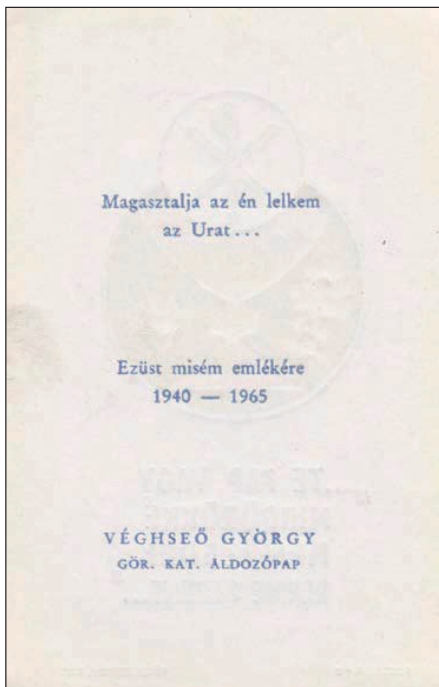 Magasztalja az én lelkem
az Urat...
Ezüst misém emlékére
1940 — 1965
VÉGHSEŐ GYÖRGY
GÖR. KAT. ÁLDOZÓPAP